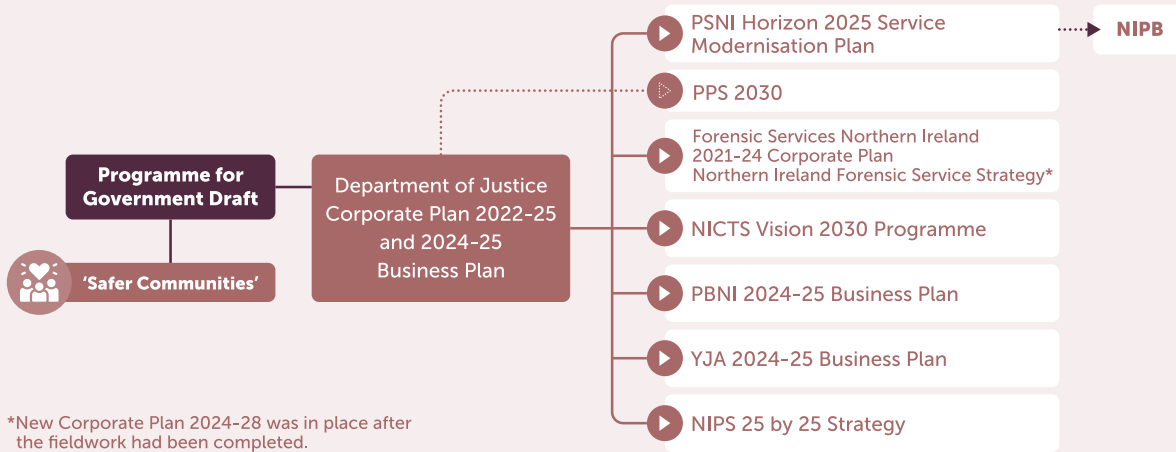 PSNI Horizon 2025 Service
Modernisation Plan
NIPB
PPS 2030
Forensic Services Northern Ireland
2021-24 Corporate Plan
Northern Ireland Forensic Service Strategy*
Programme for
Government Draft
'Safer Communities'
Department of Justice
Corporate Plan 2022-25
and 2024-25
Business Plan
NICTS Vision 2030 Programme
PBNI 2024-25 Business Plan
YJA 2024-25 Business Plan
NIPS 25 by 25 Strategy
*New Corporate Plan 2024-28 was in place after
the fieldwork had been completed.